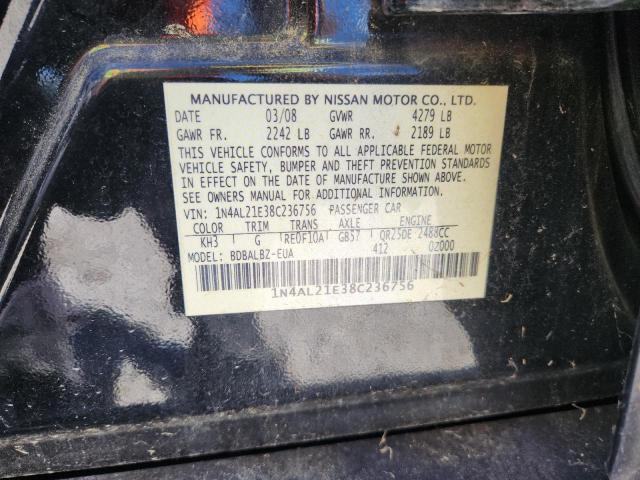 MANUFACTURED BY NISSAN MOTOR CO., LTD.
DATE 03/08 GVWR 4279 LB
GAWR FR. 2242 LB GAWR RR. 2189 LB
THIS VEHICLE CONFORMS TO ALL APPLICABLE FEDERAL MOTOR
VEHICLE SAFETY, BUMPER AND THEFT PREVENTION STANDARDS
IN EFFECT ON THE DATE OF MANUFACTURE SHOWN ABOVE.
SEE OWNERS MANUAL FOR ADDITIONAL INFORMATION.
VIN: 1N4AL21E38C236756 PASSENGER CAR
COLOR TRIM TRANS AXLE ENGINE
KH3 G RE0F10A GB57 QR25DE 2488CC
MODEL: BDBALBZ-EUA 412 02000
1N4AL21E38C236756